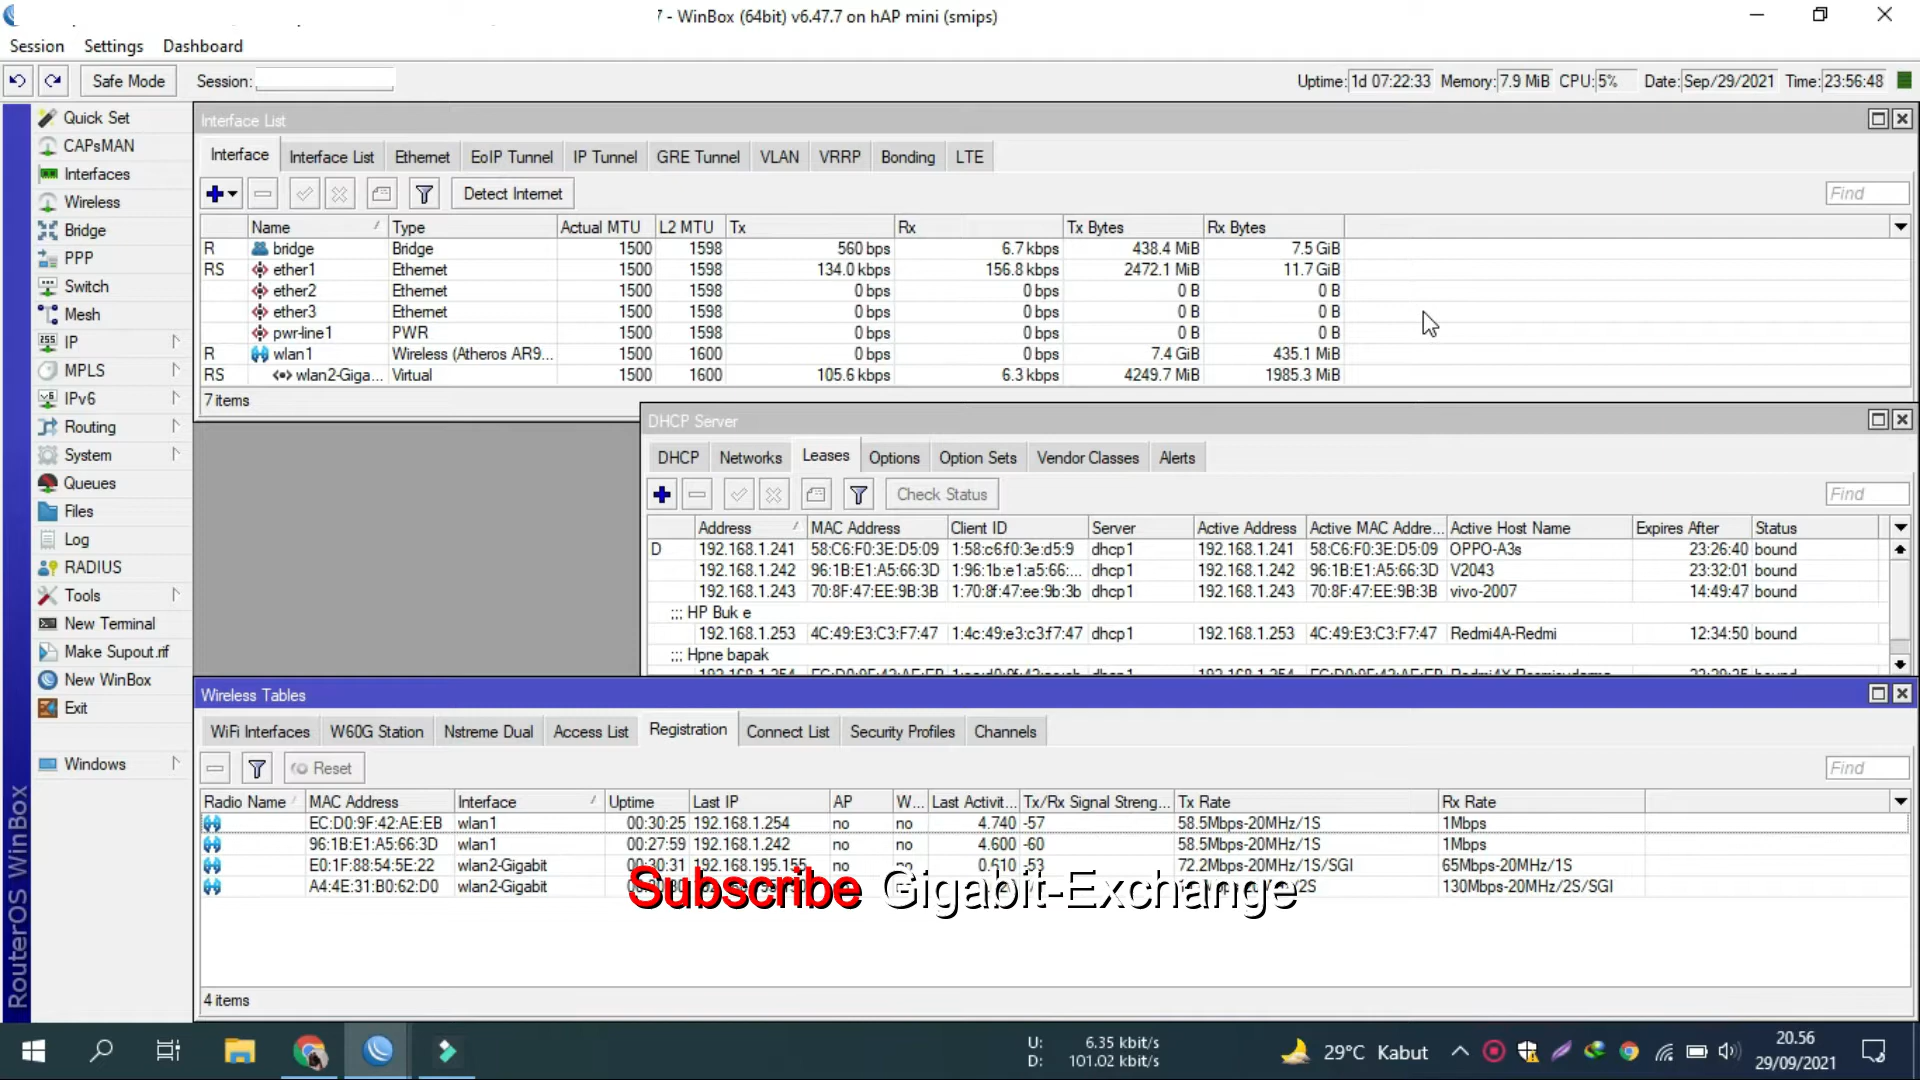 7 - WinBox (64bit) v6.47.7 on hAP mini (smips)
Session Settings Dashboard
Safe Mode Session: Uptime: 1d 07:22:33 Memory: 7.9 MiB CPU: 5% Date: Sep/29/2021 Time: 23:56:48
Quick Set
CAPsMAN
Interfaces
Wireless
Bridge
PPP
Switch
Mesh
IP
MPLS
IPv6
Routing
System
Queues
Files
Log
RADIUS
Tools
New Terminal
Make Supout.rif
New WinBox
Exit
Windows
RouterOS WinBox
Interface List
Interface Interface List Ethernet EoIP Tunnel IP Tunnel GRE Tunnel VLAN VRRP Bonding LTE
Detect Internet Find
Name Type Actual MTU L2 MTU Tx Rx Tx Bytes Rx Bytes
R bridge Bridge 1500 1598 560 bps 6.7 kbps 438.4 MiB 7.5 GiB
RS ether1 Ethernet 1500 1598 134.0 kbps 156.8 kbps 2472.1 MiB 11.7 GiB
ether2 Ethernet 1500 1598 0 bps 0 bps 0 B 0 B
ether3 Ethernet 1500 1598 0 bps 0 bps 0 B 0 B
pwr-line1 PWR 1500 1598 0 bps 0 bps 0 B 0 B
R wlan1 Wireless (Atheros AR9... 1500 1600 0 bps 0 bps 7.4 GiB 435.1 MiB
RS wlan2-Giga... Virtual 1500 1600 105.6 kbps 6.3 kbps 4249.7 MiB 1985.3 MiB
7 items
DHCP Server
DHCP Networks Leases Options Option Sets Vendor Classes Alerts
Check Status Find
Address MAC Address Client ID Server Active Address Active MAC Addre... Active Host Name Expires After Status
D 192.168.1.241 58:C6:F0:3E:D5:09 1:58:c6:f0:3e:d5:9 dhcp1 192.168.1.241 58:C6:F0:3E:D5:09 OPPO-A3s 23:26:40 bound
192.168.1.242 96:1B:E1:A5:66:3D 1:96:1b:e1:a5:66:... dhcp1 192.168.1.242 96:1B:E1:A5:66:3D V2043 23:32:01 bound
192.168.1.243 70:8F:47:EE:9B:3B 1:70:8f:47:ee:9b:3b dhcp1 192.168.1.243 70:8F:47:EE:9B:3B vivo-2007 14:49:47 bound
;;; HP Buk e
192.168.1.253 4C:49:E3:C3:F7:47 1:4c:49:e3:c3:f7:47 dhcp1 192.168.1.253 4C:49:E3:C3:F7:47 Redmi4A-Redmi 12:34:50 bound
;;; Hpne bapak
Wireless Tables
WiFi Interfaces W60G Station Nstreme Dual Access List Registration Connect List Security Profiles Channels
Reset Find
Radio Name MAC Address Interface Uptime Last IP AP W... Last Activit... Tx/Rx Signal Streng... Tx Rate Rx Rate
EC:D0:9F:42:AE:EB wlan1 00:30:25 192.168.1.254 no no 4.740 -57 58.5Mbps-20MHz/1S 1Mbps
96:1B:E1:A5:66:3D wlan1 00:27:59 192.168.1.242 no no 4.600 -60 58.5Mbps-20MHz/1S 1Mbps
E0:1F:88:54:5E:22 wlan2-Gigabit 00:30:31 192.168.195.155 no no 0.610 -53 72.2Mbps-20MHz/1S/SGI 65Mbps-20MHz/1S
A4:4E:31:B0:62:D0 wlan2-Gigabit 130Mbps-20MHz/2S/SGI
Subscribe Gigabit-Exchange
4 items
U: 6.35 kbit/s
D: 101.02 kbit/s
29°C Kabut
20.56
29/09/2021